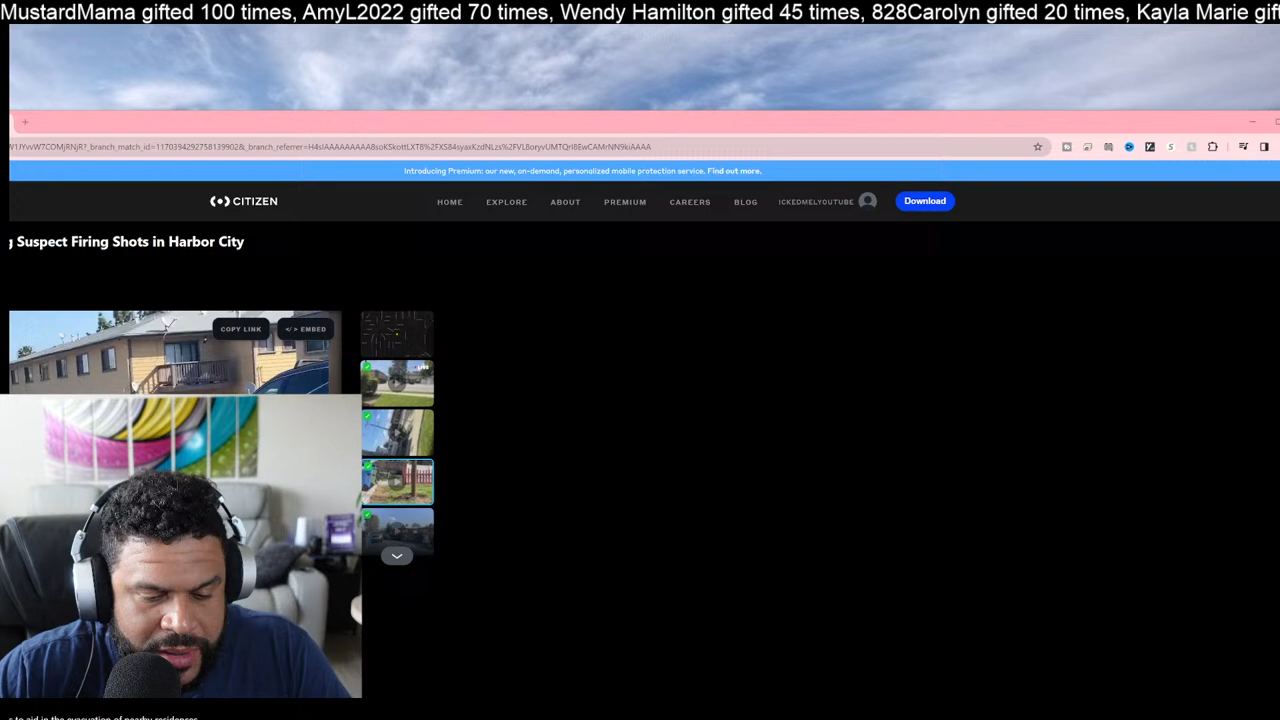 MustardMama gifted 100 times, AmyL2022 gifted 70 times, Wendy Hamilton gifted 45 times, 828Carolyn gifted 20 times, Kayla Marie gif
Introducing Premium: our new, on-demand, personalized mobile protection service. Find out more.
CITIZEN
HOME EXPLORE ABOUT PREMIUM CAREERS BLOG ICKEDMELYOUTUBE Download
g Suspect Firing Shots in Harbor City
COPY LINK </> EMBED
LIVE
s to aid in the evacuation of nearby residences